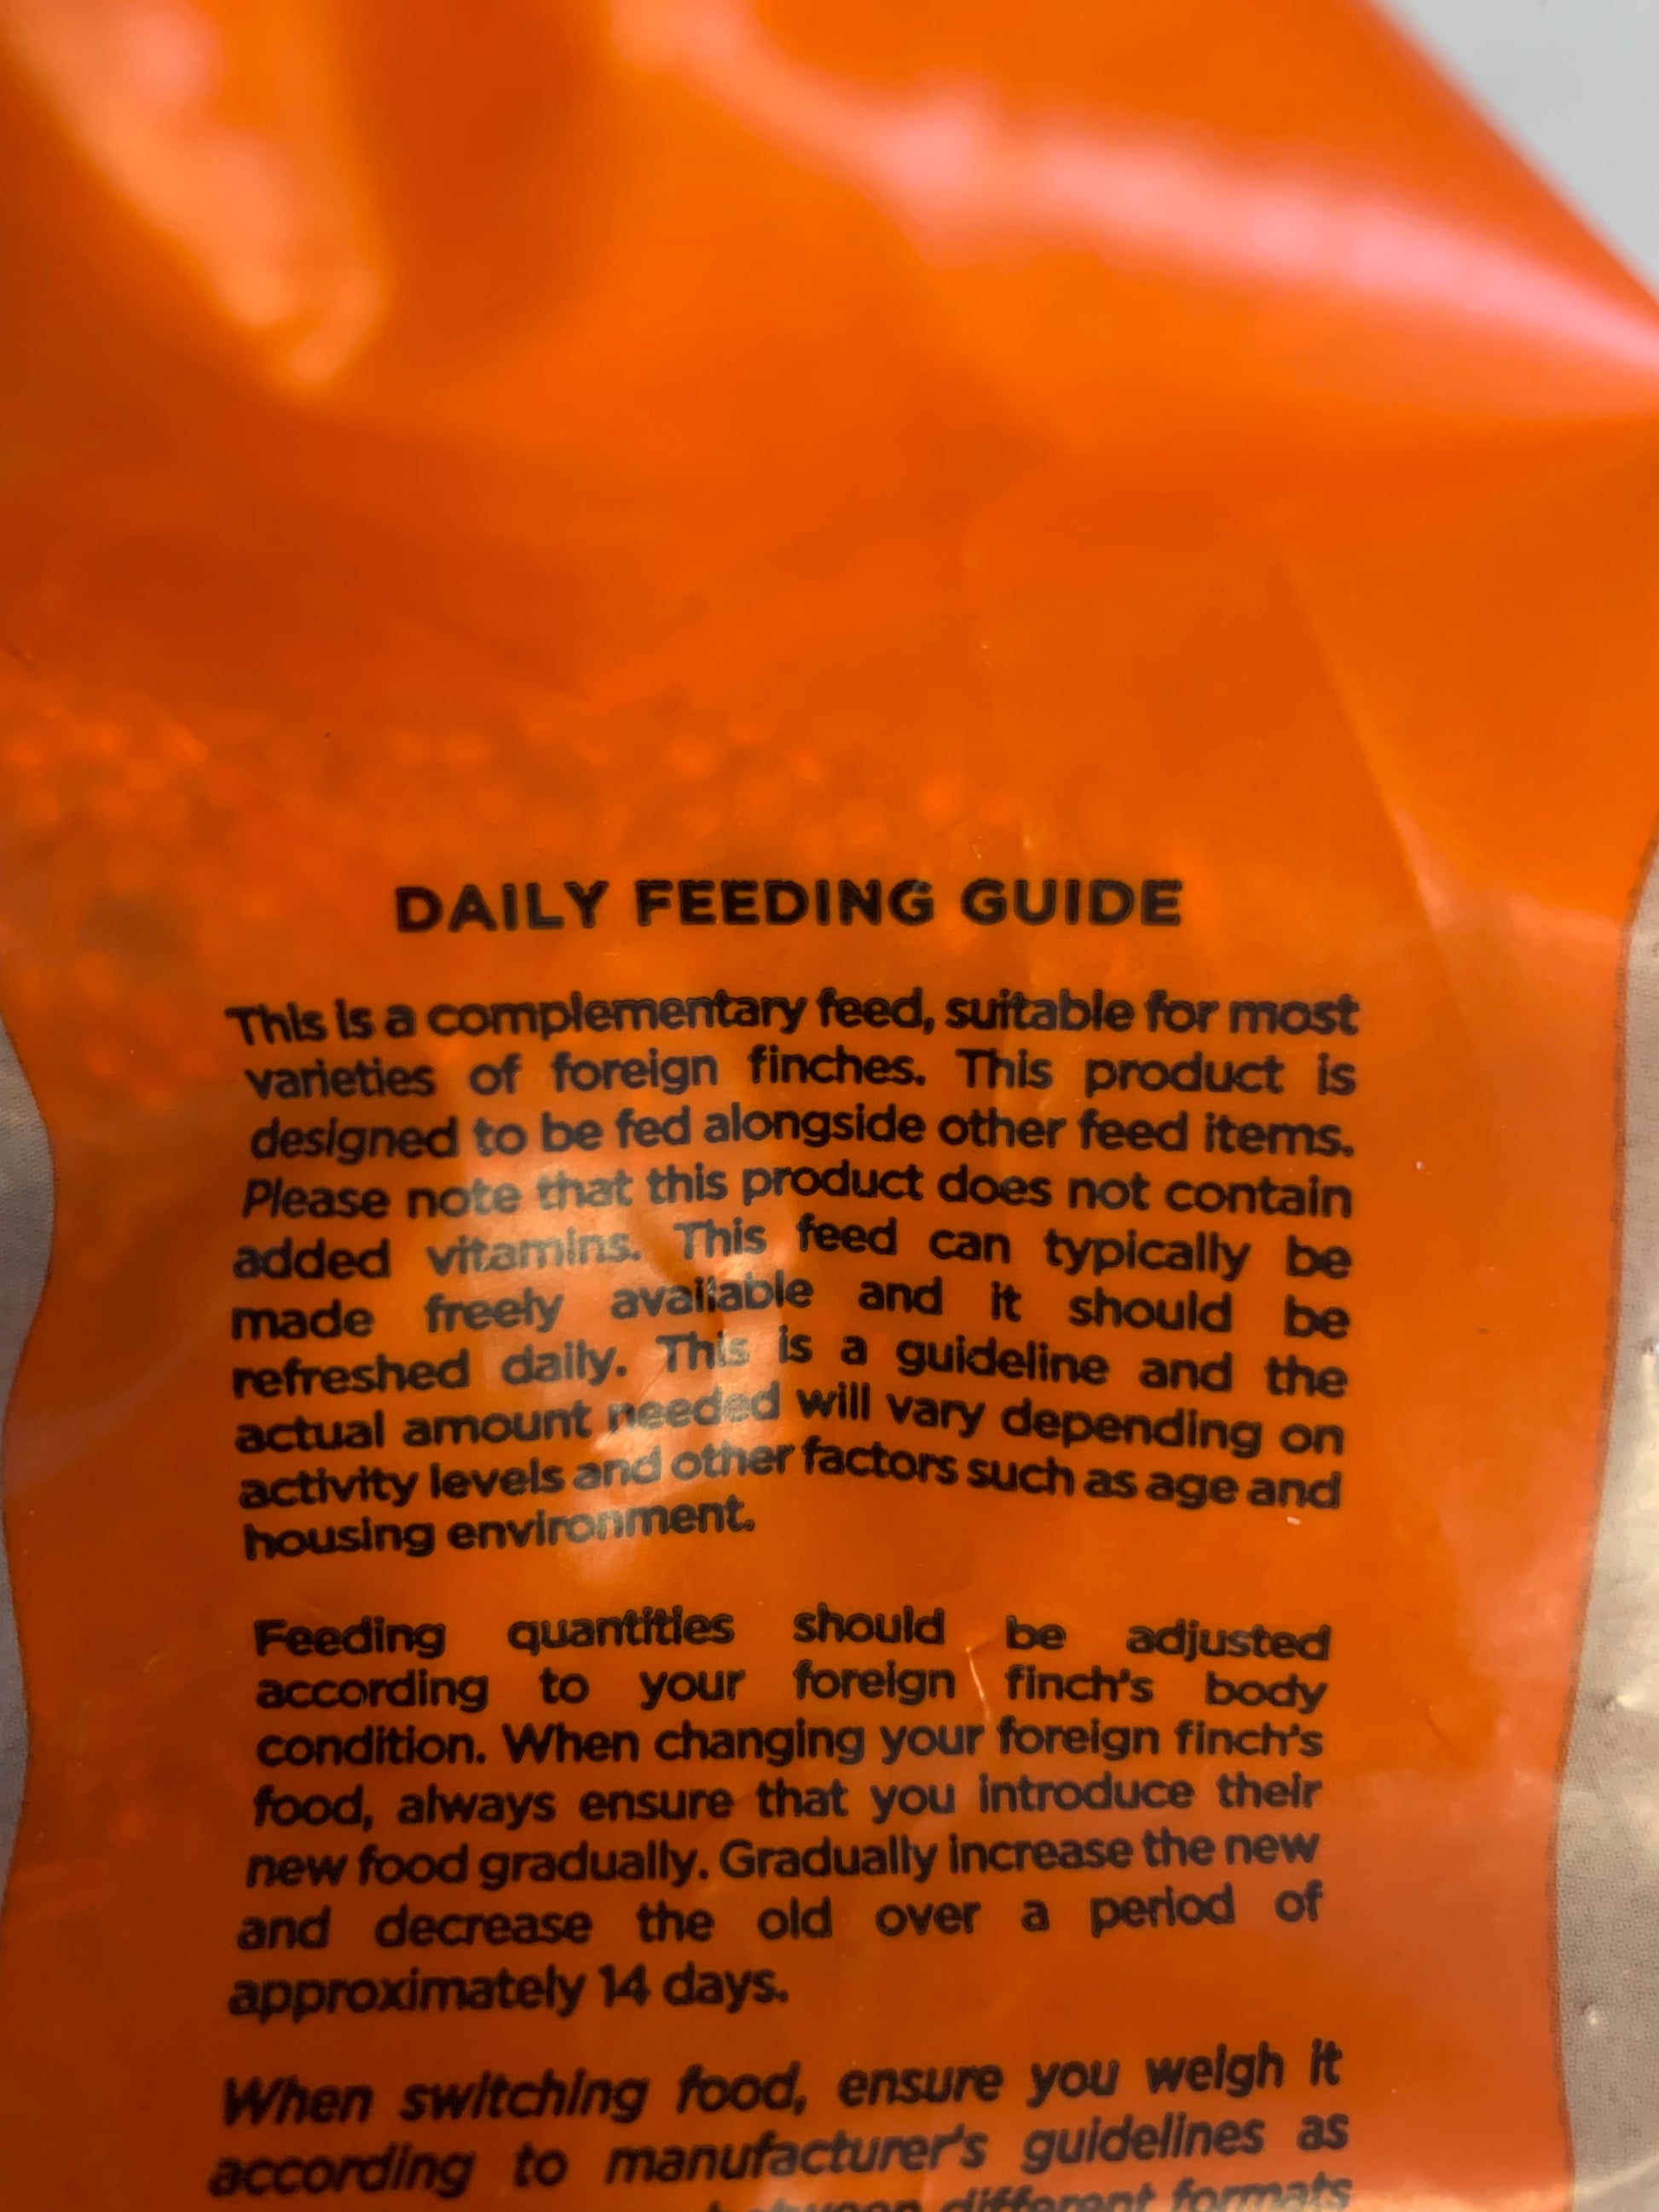 DAILY FEEDING GUIDE
This is a complementary feed, suitable for most
varieties of foreign finches. This product is
designed to be fed alongside other feed items.
Please note that this product does not contain
added vitamins. This feed can typically be
made freely available and it should be
refreshed daily. This is a guideline and the
actual amount needed will vary depending on
activity levels and other factors such as age and
housing environment.
Feeding quantities should be adjusted
according to your foreign finch's body
condition. When changing your foreign finch's
food, always ensure that you introduce their
new food gradually. Gradually increase the new
and decrease the old over a period of
approximately 14 days.
When switching food, ensure you weigh it
according to manufacturer's guidelines as
between different formats